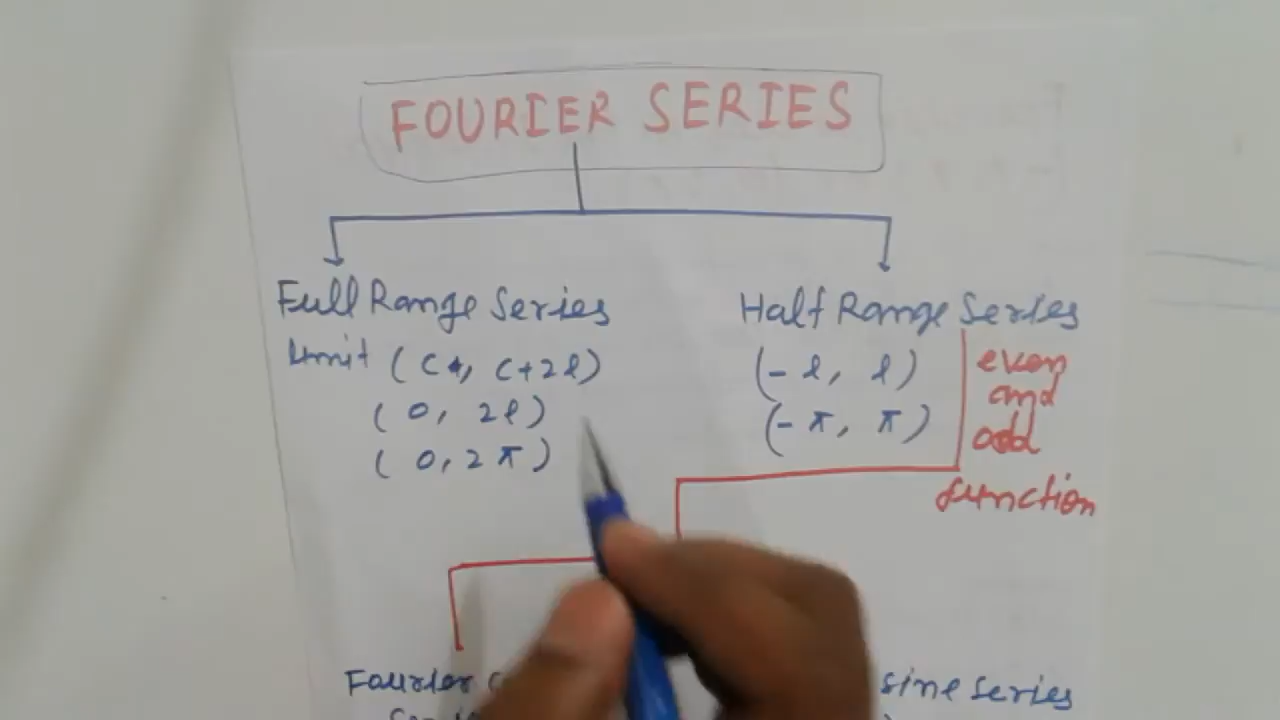 FOURIER SERIES
Full Range Series
Limit (C, C+2l)
(0, 2l)
(0, 2π)
Half Range Series
(-l, l)
(-π, π)
even
and
odd
function
Fourier
sine series